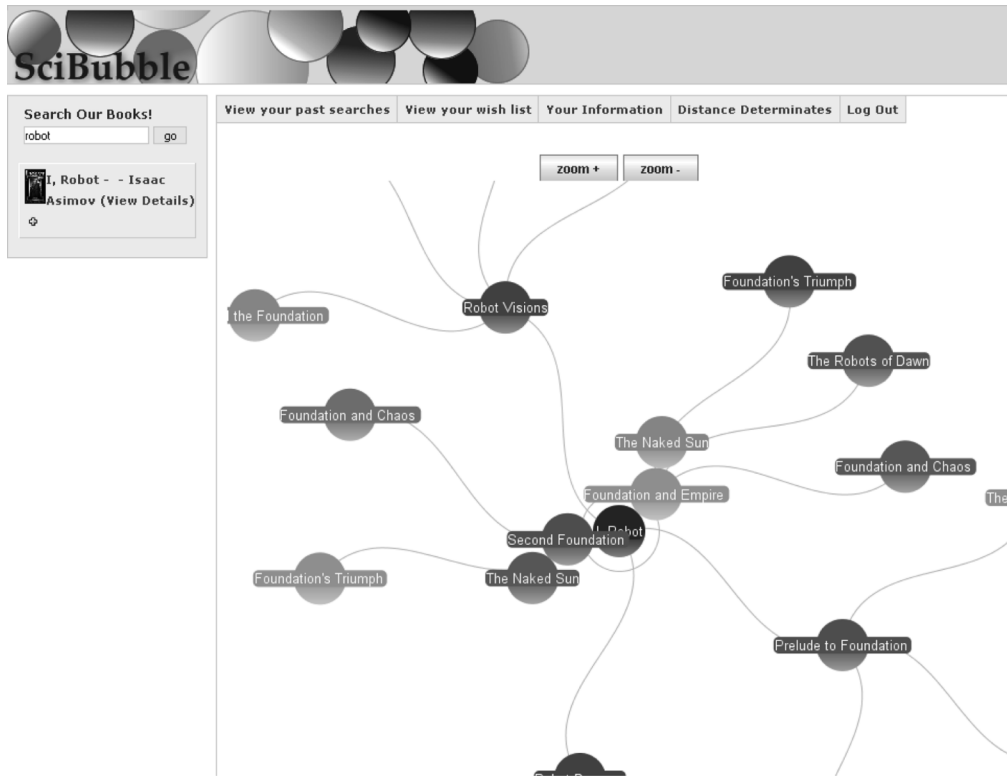 SciBubble
Search Our Books!
robot
go
I, Robot - - Isaac
Asimov (View Details)
View your past searches
View your wish list
Your Information
Distance Determinates
Log Out
zoom +
zoom -
Foundation's Triumph
Robot Visions
the Foundation
The Robots of Dawn
Foundation and Chaos
The Naked Sun
Foundation and Chaos
Foundation and Empire
The
I, Robot
Second Foundation
Foundation's Triumph
The Naked Sun
Prelude to Foundation